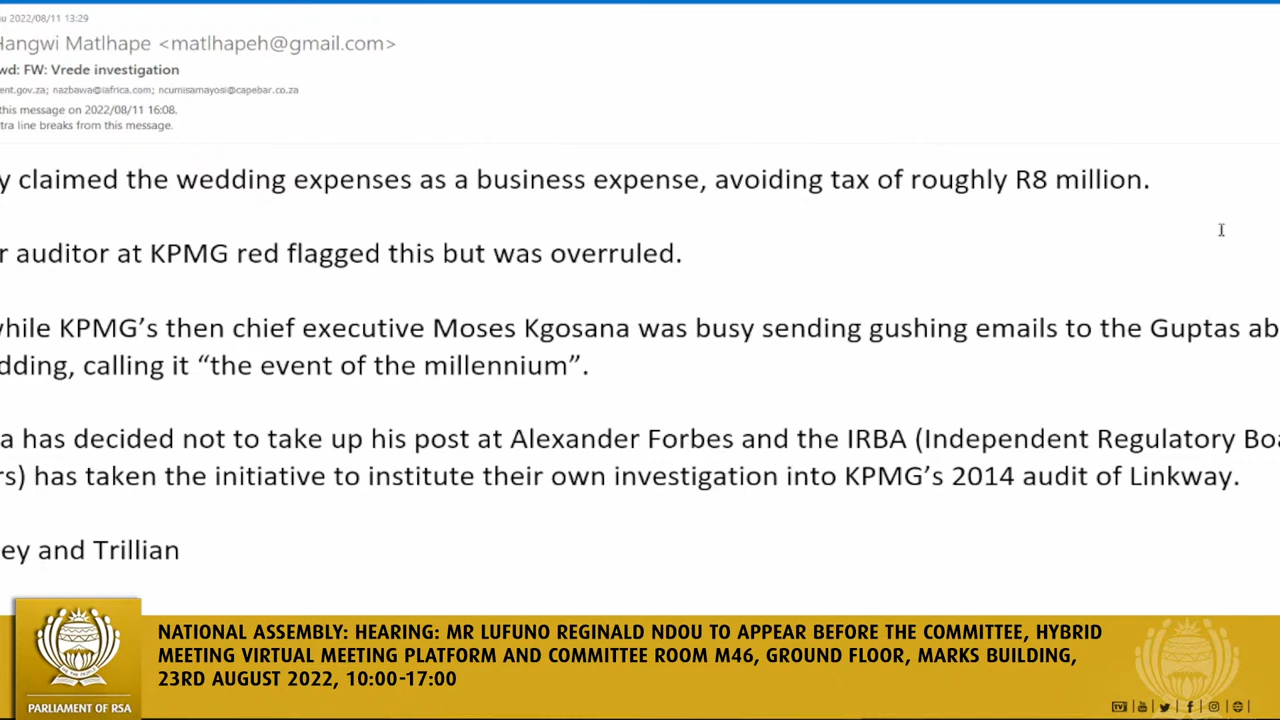 2022/08/11 13:29
Hangwi Matlhape <matlhapeh@gmail.com>
wd: FW: Vrede investigation
ent.gov.za; nazbawa@iafrica.com; ncumisamayosi@capebar.co.za
this message on 2022/08/11 16:08.
tra line breaks from this message.
y claimed the wedding expenses as a business expense, avoiding tax of roughly R8 million.
r auditor at KPMG red flagged this but was overruled.
while KPMG's then chief executive Moses Kgosana was busy sending gushing emails to the Guptas ab
dding, calling it “the event of the millennium”.
a has decided not to take up his post at Alexander Forbes and the IRBA (Independent Regulatory Boa
rs) has taken the initiative to institute their own investigation into KPMG's 2014 audit of Linkway.
ey and Trillian
NATIONAL ASSEMBLY: HEARING: MR LUFUNO REGINALD NDOU TO APPEAR BEFORE THE COMMITTEE, HYBRID
MEETING VIRTUAL MEETING PLATFORM AND COMMITTEE ROOM M46, GROUND FLOOR, MARKS BUILDING,
23RD AUGUST 2022, 10:00-17:00
PARLIAMENT OF RSA